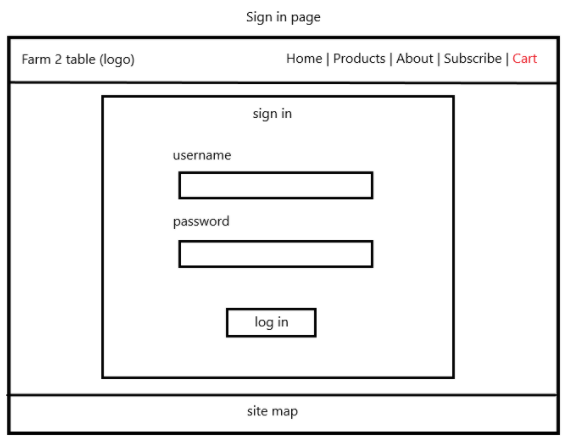 Sign in page
Farm 2 table (logo) Home | Products | About | Subscribe | Cart
sign in
username
password
log in
site map